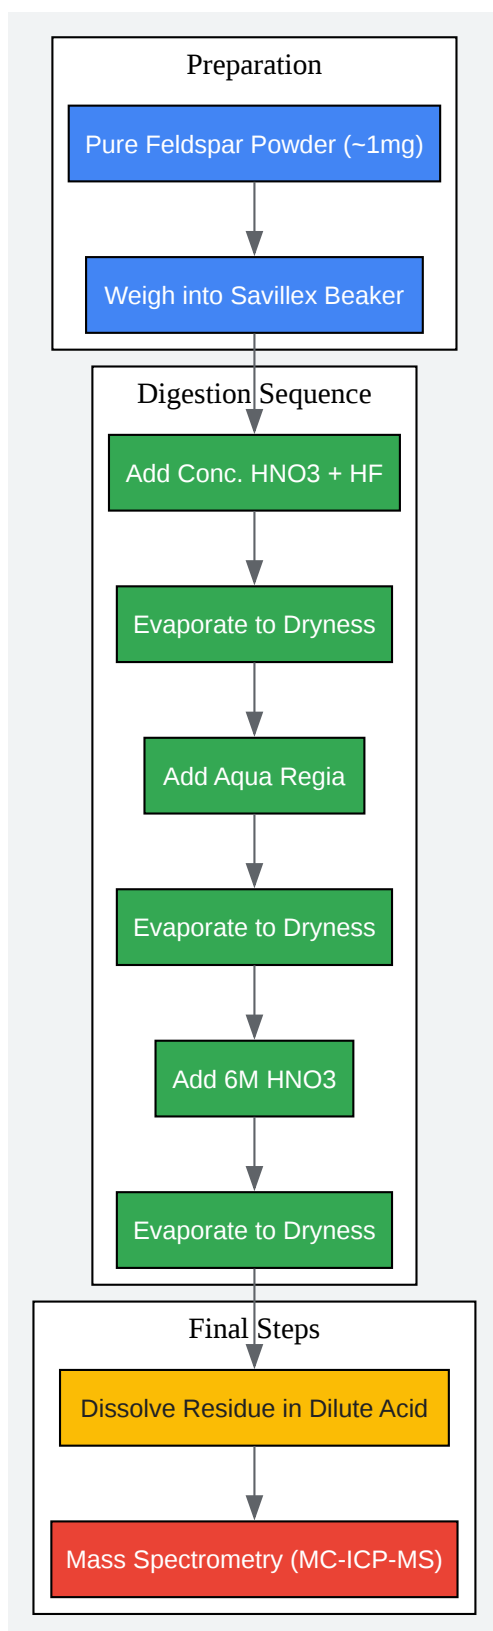 Preparation
Pure Feldspar Powder (~1mg)
Weigh into Savillex Beaker
Digestion Sequence
Add Conc. HNO3 + HF
Evaporate to Dryness
Add Aqua Regia
Evaporate to Dryness
Add 6M HNO3
Evaporate to Dryness
Final Steps
Dissolve Residue in Dilute Acid
Mass Spectrometry (MC-ICP-MS)